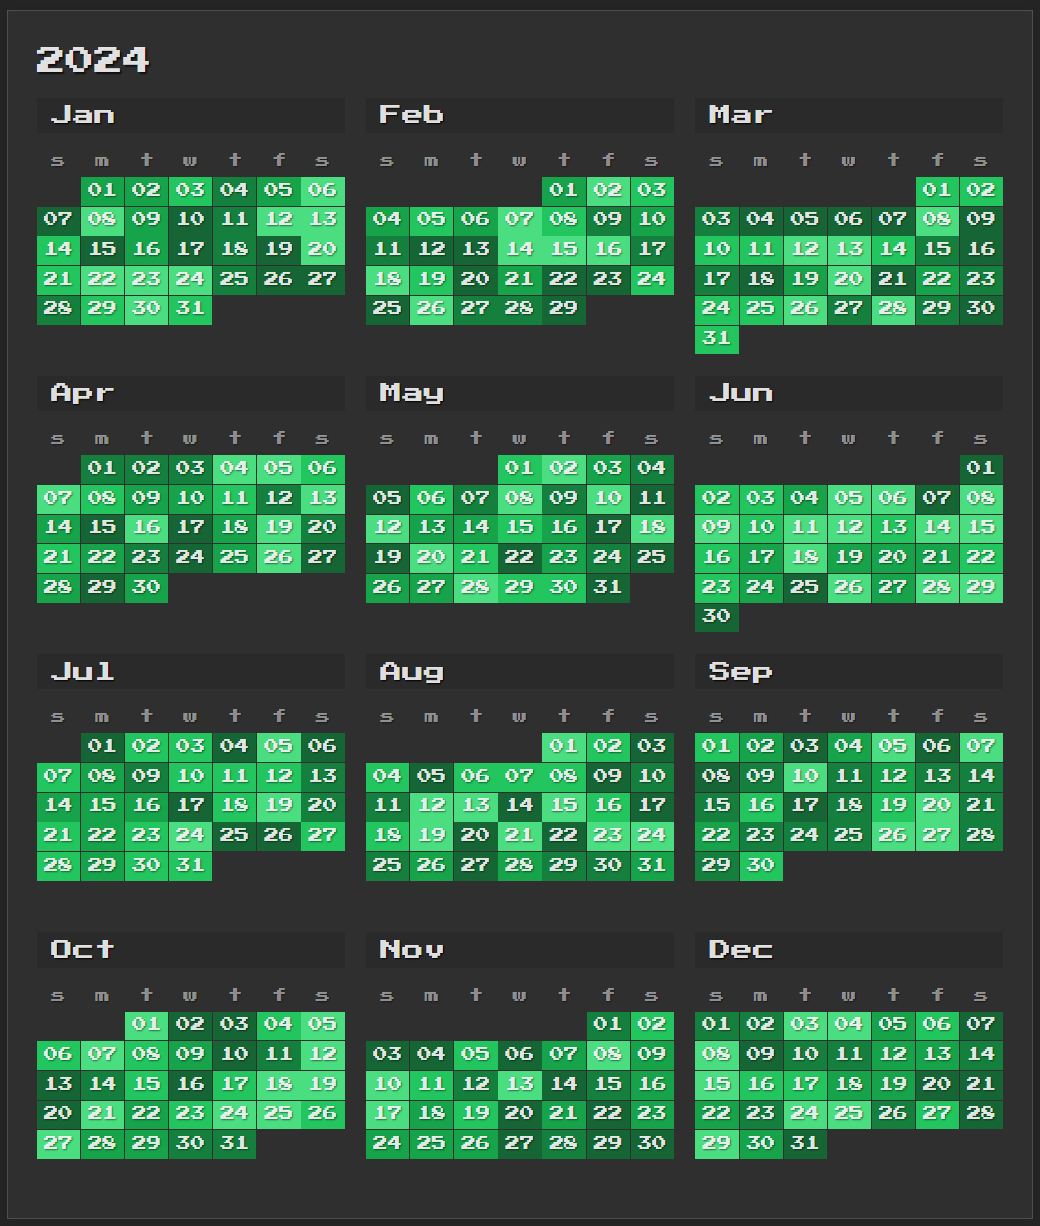 2024
Jan Feb Mar
s m t w t f s s m t w t f s s m t w t f s
01 02 03 04 05 06 01 02 03 01 02
07 08 09 10 11 12 13 04 05 06 07 08 09 10 03 04 05 06 07 08 09
14 15 16 17 18 19 20 11 12 13 14 15 16 17 10 11 12 13 14 15 16
21 22 23 24 25 26 27 18 19 20 21 22 23 24 17 18 19 20 21 22 23
28 29 30 31 25 26 27 28 29 24 25 26 27 28 29 30
31
Apr May Jun
s m t w t f s s m t w t f s s m t w t f s
01 02 03 04 05 06 01 02 03 04 01
07 08 09 10 11 12 13 05 06 07 08 09 10 11 02 03 04 05 06 07 08
14 15 16 17 18 19 20 12 13 14 15 16 17 18 09 10 11 12 13 14 15
21 22 23 24 25 26 27 19 20 21 22 23 24 25 16 17 18 19 20 21 22
28 29 30 26 27 28 29 30 31 23 24 25 26 27 28 29
30
Jul Aug Sep
s m t w t f s s m t w t f s s m t w t f s
01 02 03 04 05 06 01 02 03 01 02 03 04 05 06 07
07 08 09 10 11 12 13 04 05 06 07 08 09 10 08 09 10 11 12 13 14
14 15 16 17 18 19 20 11 12 13 14 15 16 17 15 16 17 18 19 20 21
21 22 23 24 25 26 27 18 19 20 21 22 23 24 22 23 24 25 26 27 28
28 29 30 31 25 26 27 28 29 30 31 29 30
Oct Nov Dec
s m t w t f s s m t w t f s s m t w t f s
01 02 03 04 05 01 02 01 02 03 04 05 06 07
06 07 08 09 10 11 12 03 04 05 06 07 08 09 08 09 10 11 12 13 14
13 14 15 16 17 18 19 10 11 12 13 14 15 16 15 16 17 18 19 20 21
20 21 22 23 24 25 26 17 18 19 20 21 22 23 22 23 24 25 26 27 28
27 28 29 30 31 24 25 26 27 28 29 30 29 30 31